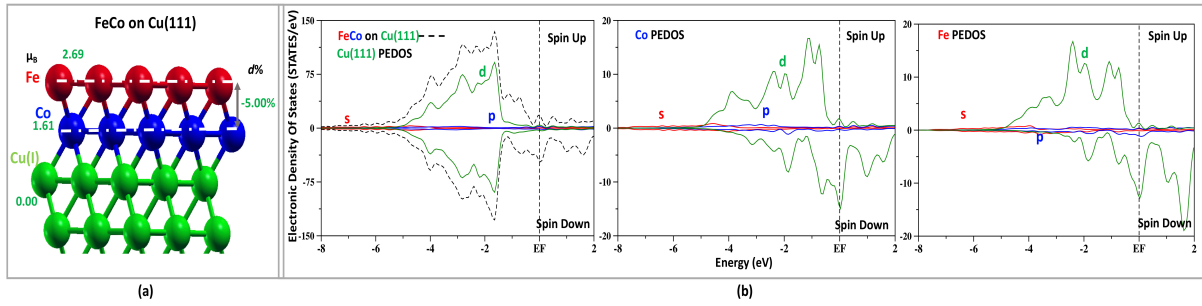 FeCo on Cu(111)
μB
2.69
Fe
d%
-5.00%
Co
1.61
Cu(I)
0.00
(a)
Electronic Density Of States (STATES/eV)
150
75
0
-75
-150
FeCo on Cu(111)
Cu(111) PEDOS
Spin Up
d
s
p
Spin Down
-8 -6 -4 -2 EF 2
20
10
0
-10
-20
Co PEDOS
Spin Up
d
s
p
Spin Down
-8 -6 -4 -2 EF 2
Energy (eV)
20
10
0
-10
-20
Fe PEDOS
Spin Up
d
s
p
Spin Down
-8 -6 -4 -2 EF 2
(b)